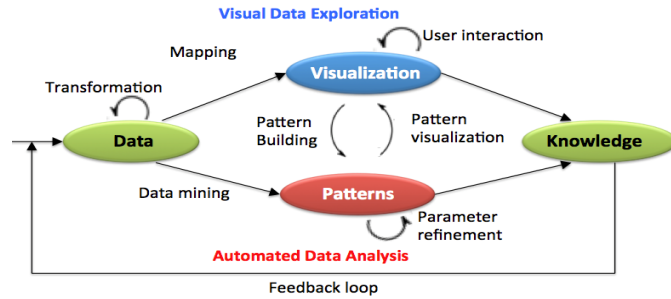 Visual Data Exploration
User interaction
Mapping
Visualization
Transformation
Pattern
Building
Pattern
visualization
Data
Knowledge
Data mining
Patterns
Parameter
refinement
Automated Data Analysis
Feedback loop